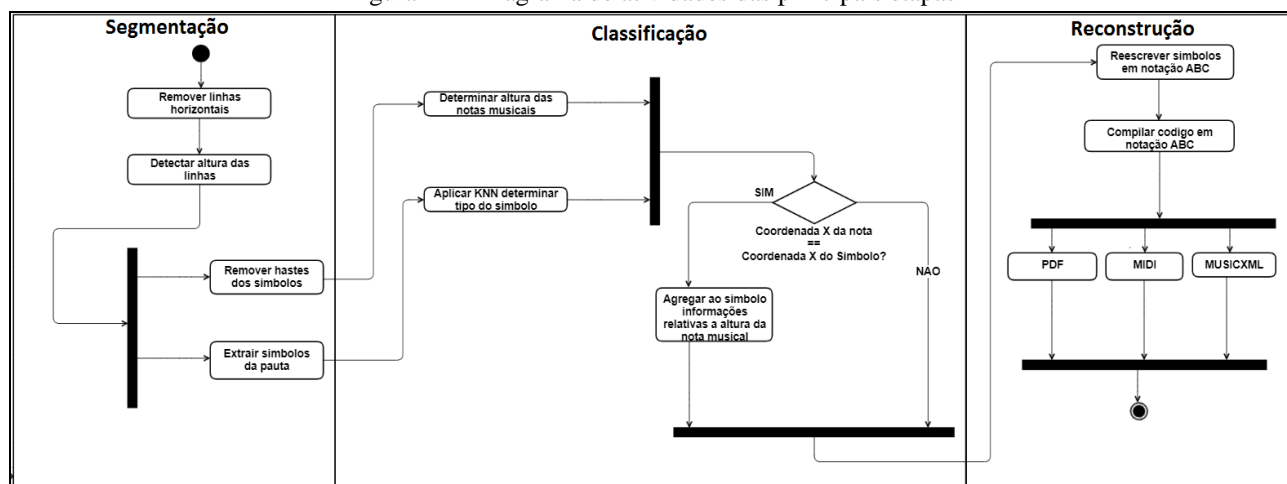 Segmentação
Remover linhas
horizontais
Detectar altura das
linhas
Remover hastes
dos simbolos
Extrair simbolos
da pauta
Classificação
Determinar altura das
notas musicais
Aplicar KNN determinar
tipo do simbolo
SIM
Coordenada X da nota
==
Coordenada X do Simbolo?
NAO
Agregar ao simbolo
informações
relativas a altura da
nota musical
Reconstrução
Reescrever simbolos
em notação ABC
Compilar codigo em
notação ABC
PDF
MIDI
MUSICXML